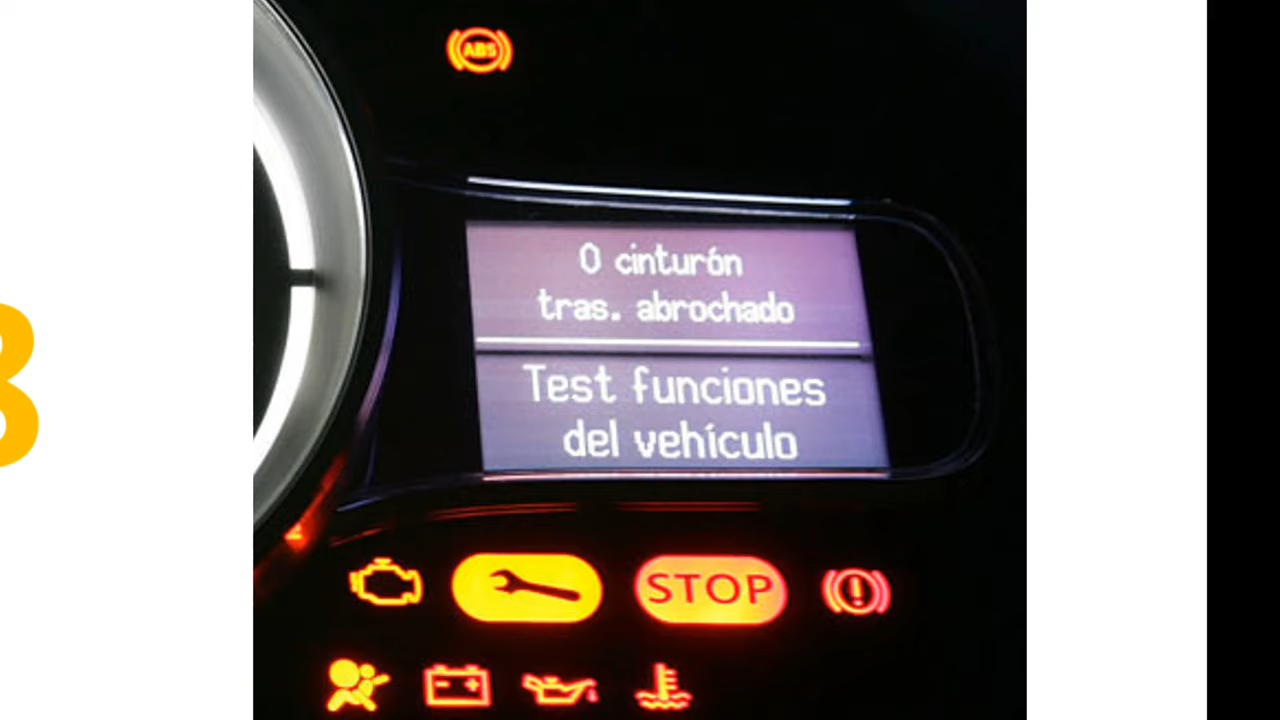 ABS
0 cinturón
tras. abrochado
Test funciones
del vehículo
STOP